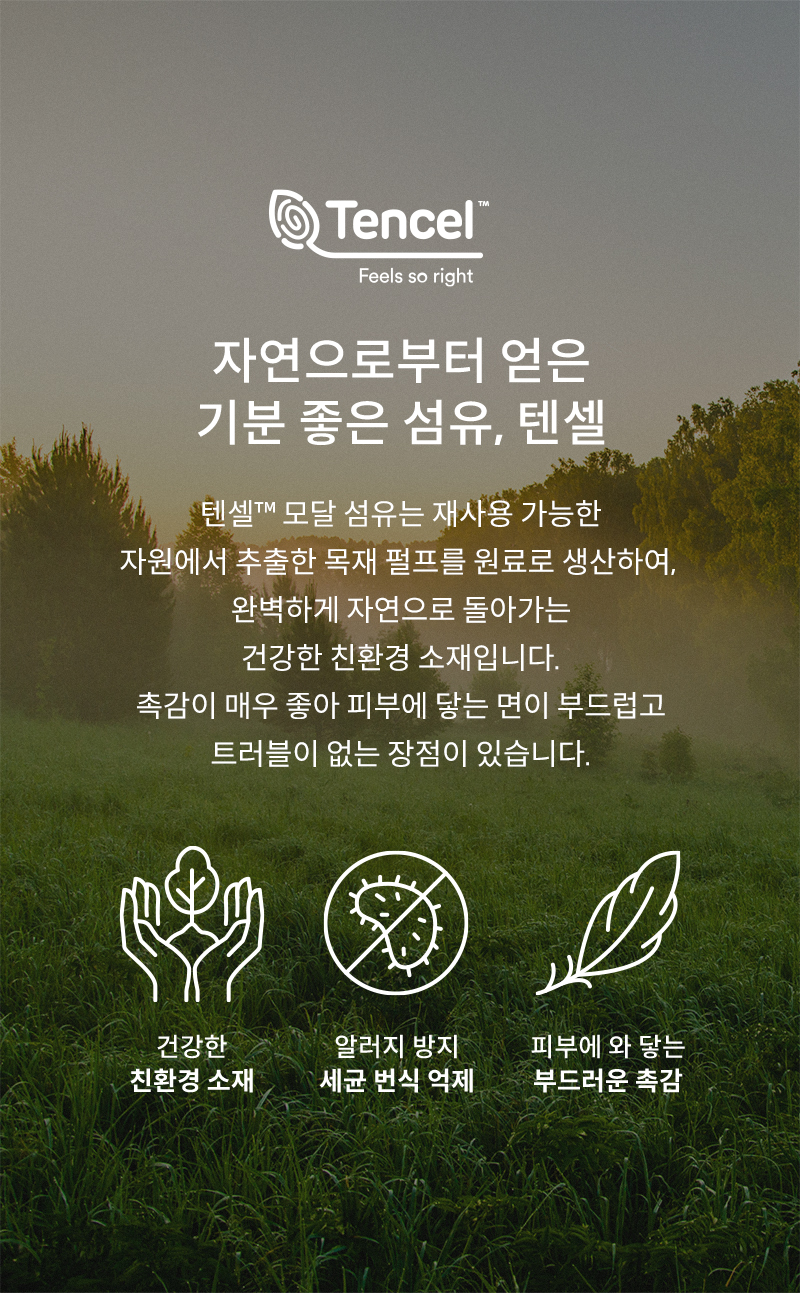 Tencel™
Feels so right
자연으로부터 얻은
기분 좋은 섬유, 텐셀
텐셀™ 모달 섬유는 재사용 가능한
자원에서 추출한 목재 펄프를 원료로 생산하여,
완벽하게 자연으로 돌아가는
건강한 친환경 소재입니다.
촉감이 매우 좋아 피부에 닿는 면이 부드럽고
트러블이 없는 장점이 있습니다.
건강한
친환경 소재
알러지 방지
세균 번식 억제
피부에 와 닿는
부드러운 촉감